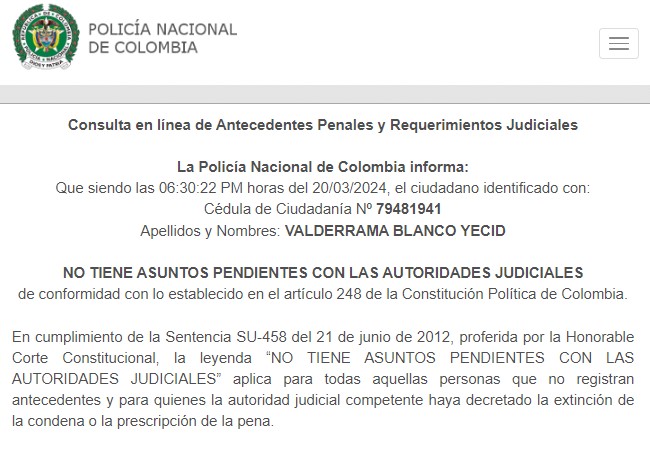 POLICÍA NACIONAL
DE COLOMBIA
Consulta en línea de Antecedentes Penales y Requerimientos Judiciales
La Policía Nacional de Colombia informa:
Que siendo las 06:30:22 PM horas del 20/03/2024, el ciudadano identificado con:
Cédula de Ciudadanía Nº 79481941
Apellidos y Nombres: VALDERRAMA BLANCO YECID
NO TIENE ASUNTOS PENDIENTES CON LAS AUTORIDADES JUDICIALES
de conformidad con lo establecido en el artículo 248 de la Constitución Política de Colombia.
En cumplimiento de la Sentencia SU-458 del 21 de junio de 2012, proferida por la Honorable
Corte Constitucional, la leyenda “NO TIENE ASUNTOS PENDIENTES CON LAS
AUTORIDADES JUDICIALES” aplica para todas aquellas personas que no registran
antecedentes y para quienes la autoridad judicial competente haya decretado la extinción de
la condena o la prescripción de la pena.